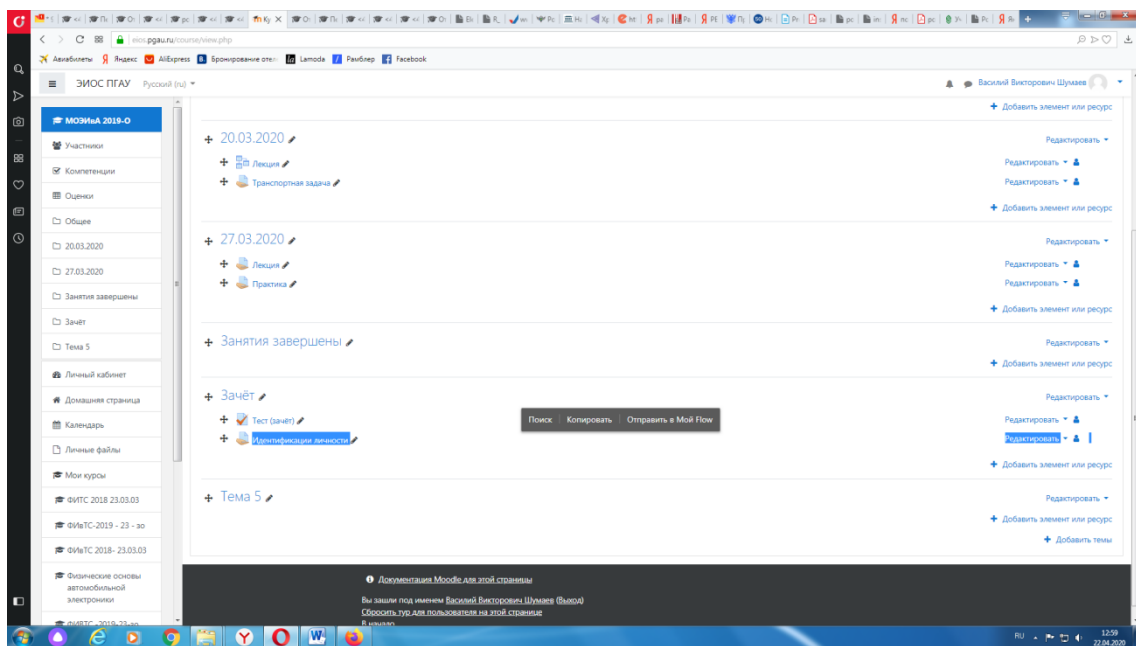 eios.pgau.ru/course/view.php
Авиабилеты Яндекс AliExpress Бронирование отел Lamoda Рамблер Facebook
ЭИОС ПГАУ Русский (ru)
Василий Викторович Шумаев
МОЭИвА 2019-О
Участники
Компетенции
Оценки
Общее
20.03.2020
27.03.2020
Занятия завершены
Зачёт
Тема 5
Личный кабинет
Домашняя страница
Календарь
Личные файлы
Мои курсы
ФИТС 2018 23.03.03
ФИвТС-2019 - 23 - зо
ФИвТС 2018- 23.03.03
Физические основы
автомобильной
электроники
Добавить элемент или ресурс
20.03.2020 Редактировать
Лекция Редактировать
Транспортная задача Редактировать
Добавить элемент или ресурс
27.03.2020 Редактировать
Лекция Редактировать
Практика Редактировать
Добавить элемент или ресурс
Занятия завершены Редактировать
Добавить элемент или ресурс
Зачёт Редактировать
Тест (зачёт) Редактировать
Поиск Копировать Отправить в Мой Flow
Идентификации личности Редактировать
Добавить элемент или ресурс
Тема 5 Редактировать
Добавить элемент или ресурс
Добавить темы
Документация Moodle для этой страницы
Вы зашли под именем Василий Викторович Шумаев (Выход)
Сбросить тур для пользователя на этой странице
В начало
RU 12:59
22.04.2020